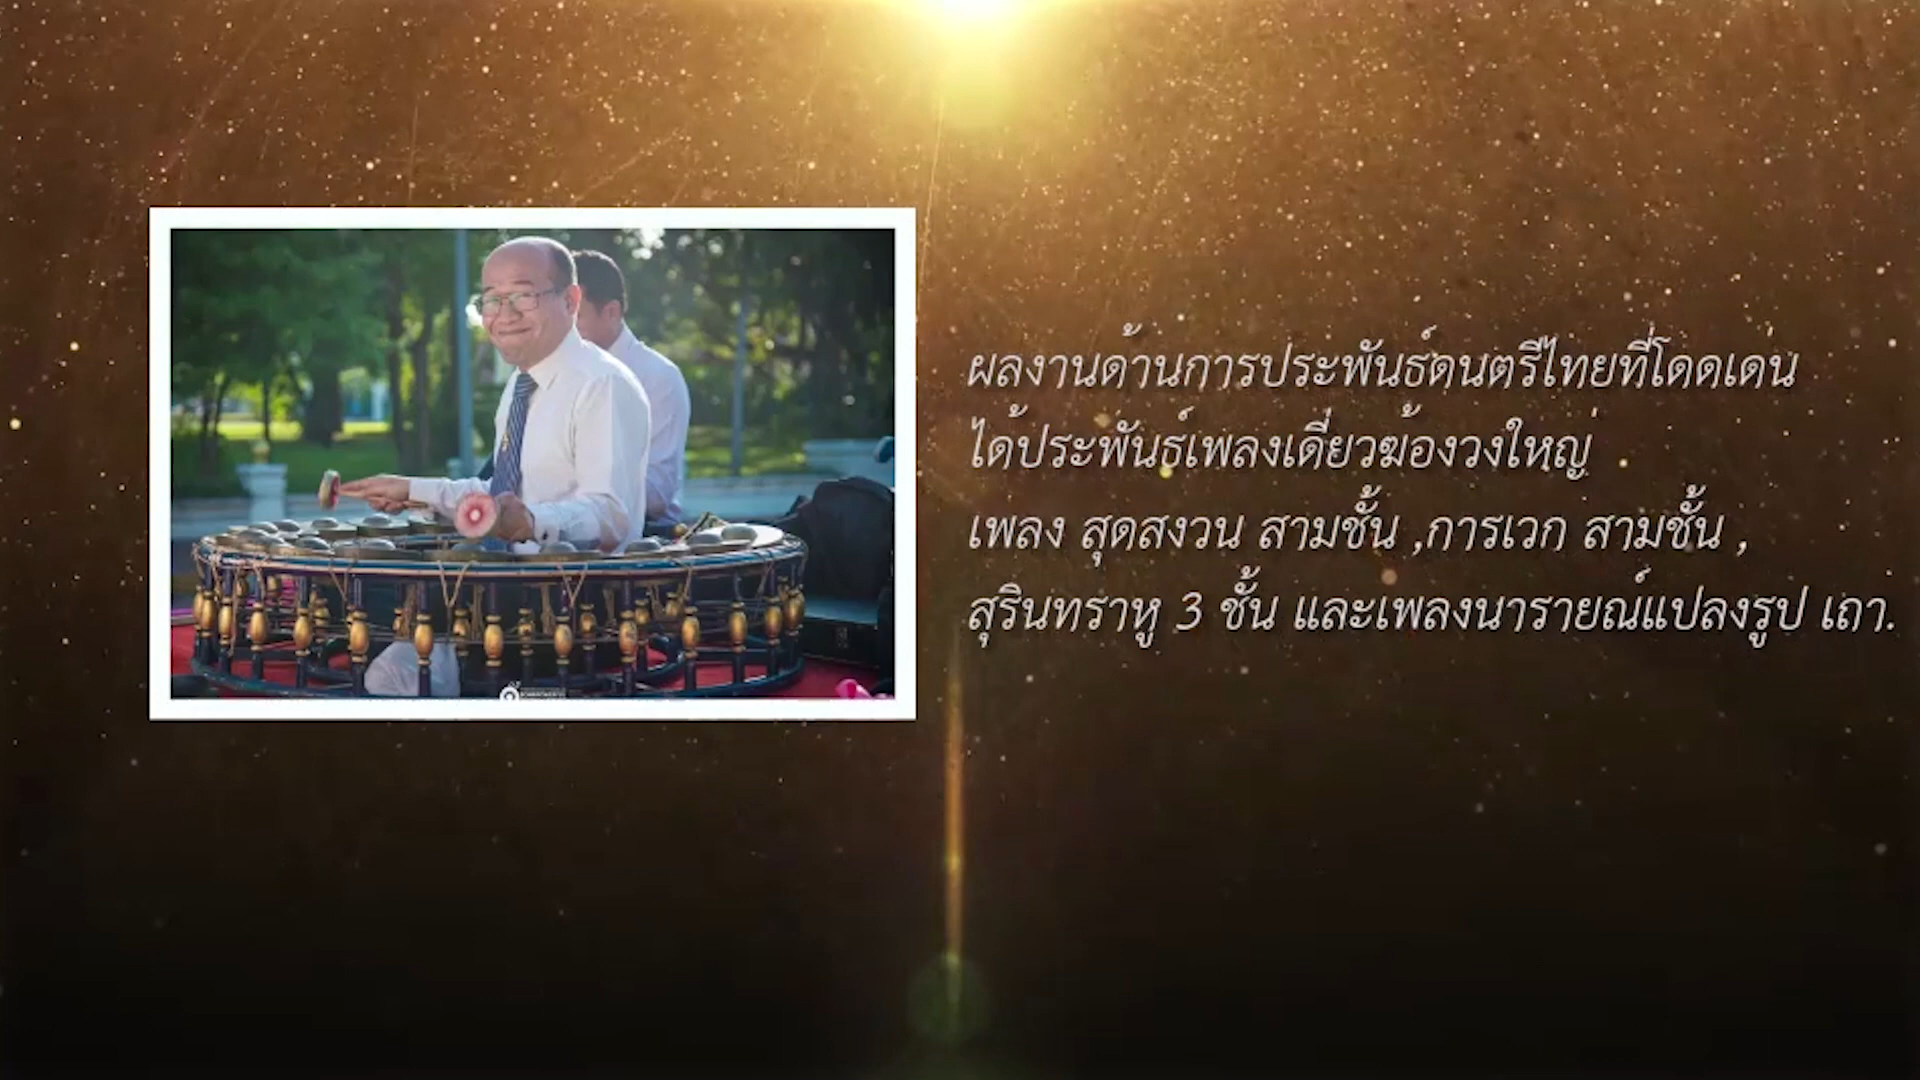 ผลงานด้านการประพันธ์ดนตรีไทยที่โดดเด่น
ได้ประพันธ์เพลงเดี่ยวฆ้องวงใหญ่
เพลง สุดสงวน สามชั้น ,การเวก สามชั้น ,
สุรินทราหู 3 ชั้น และเพลงนารายณ์แปลงรูป เถา.